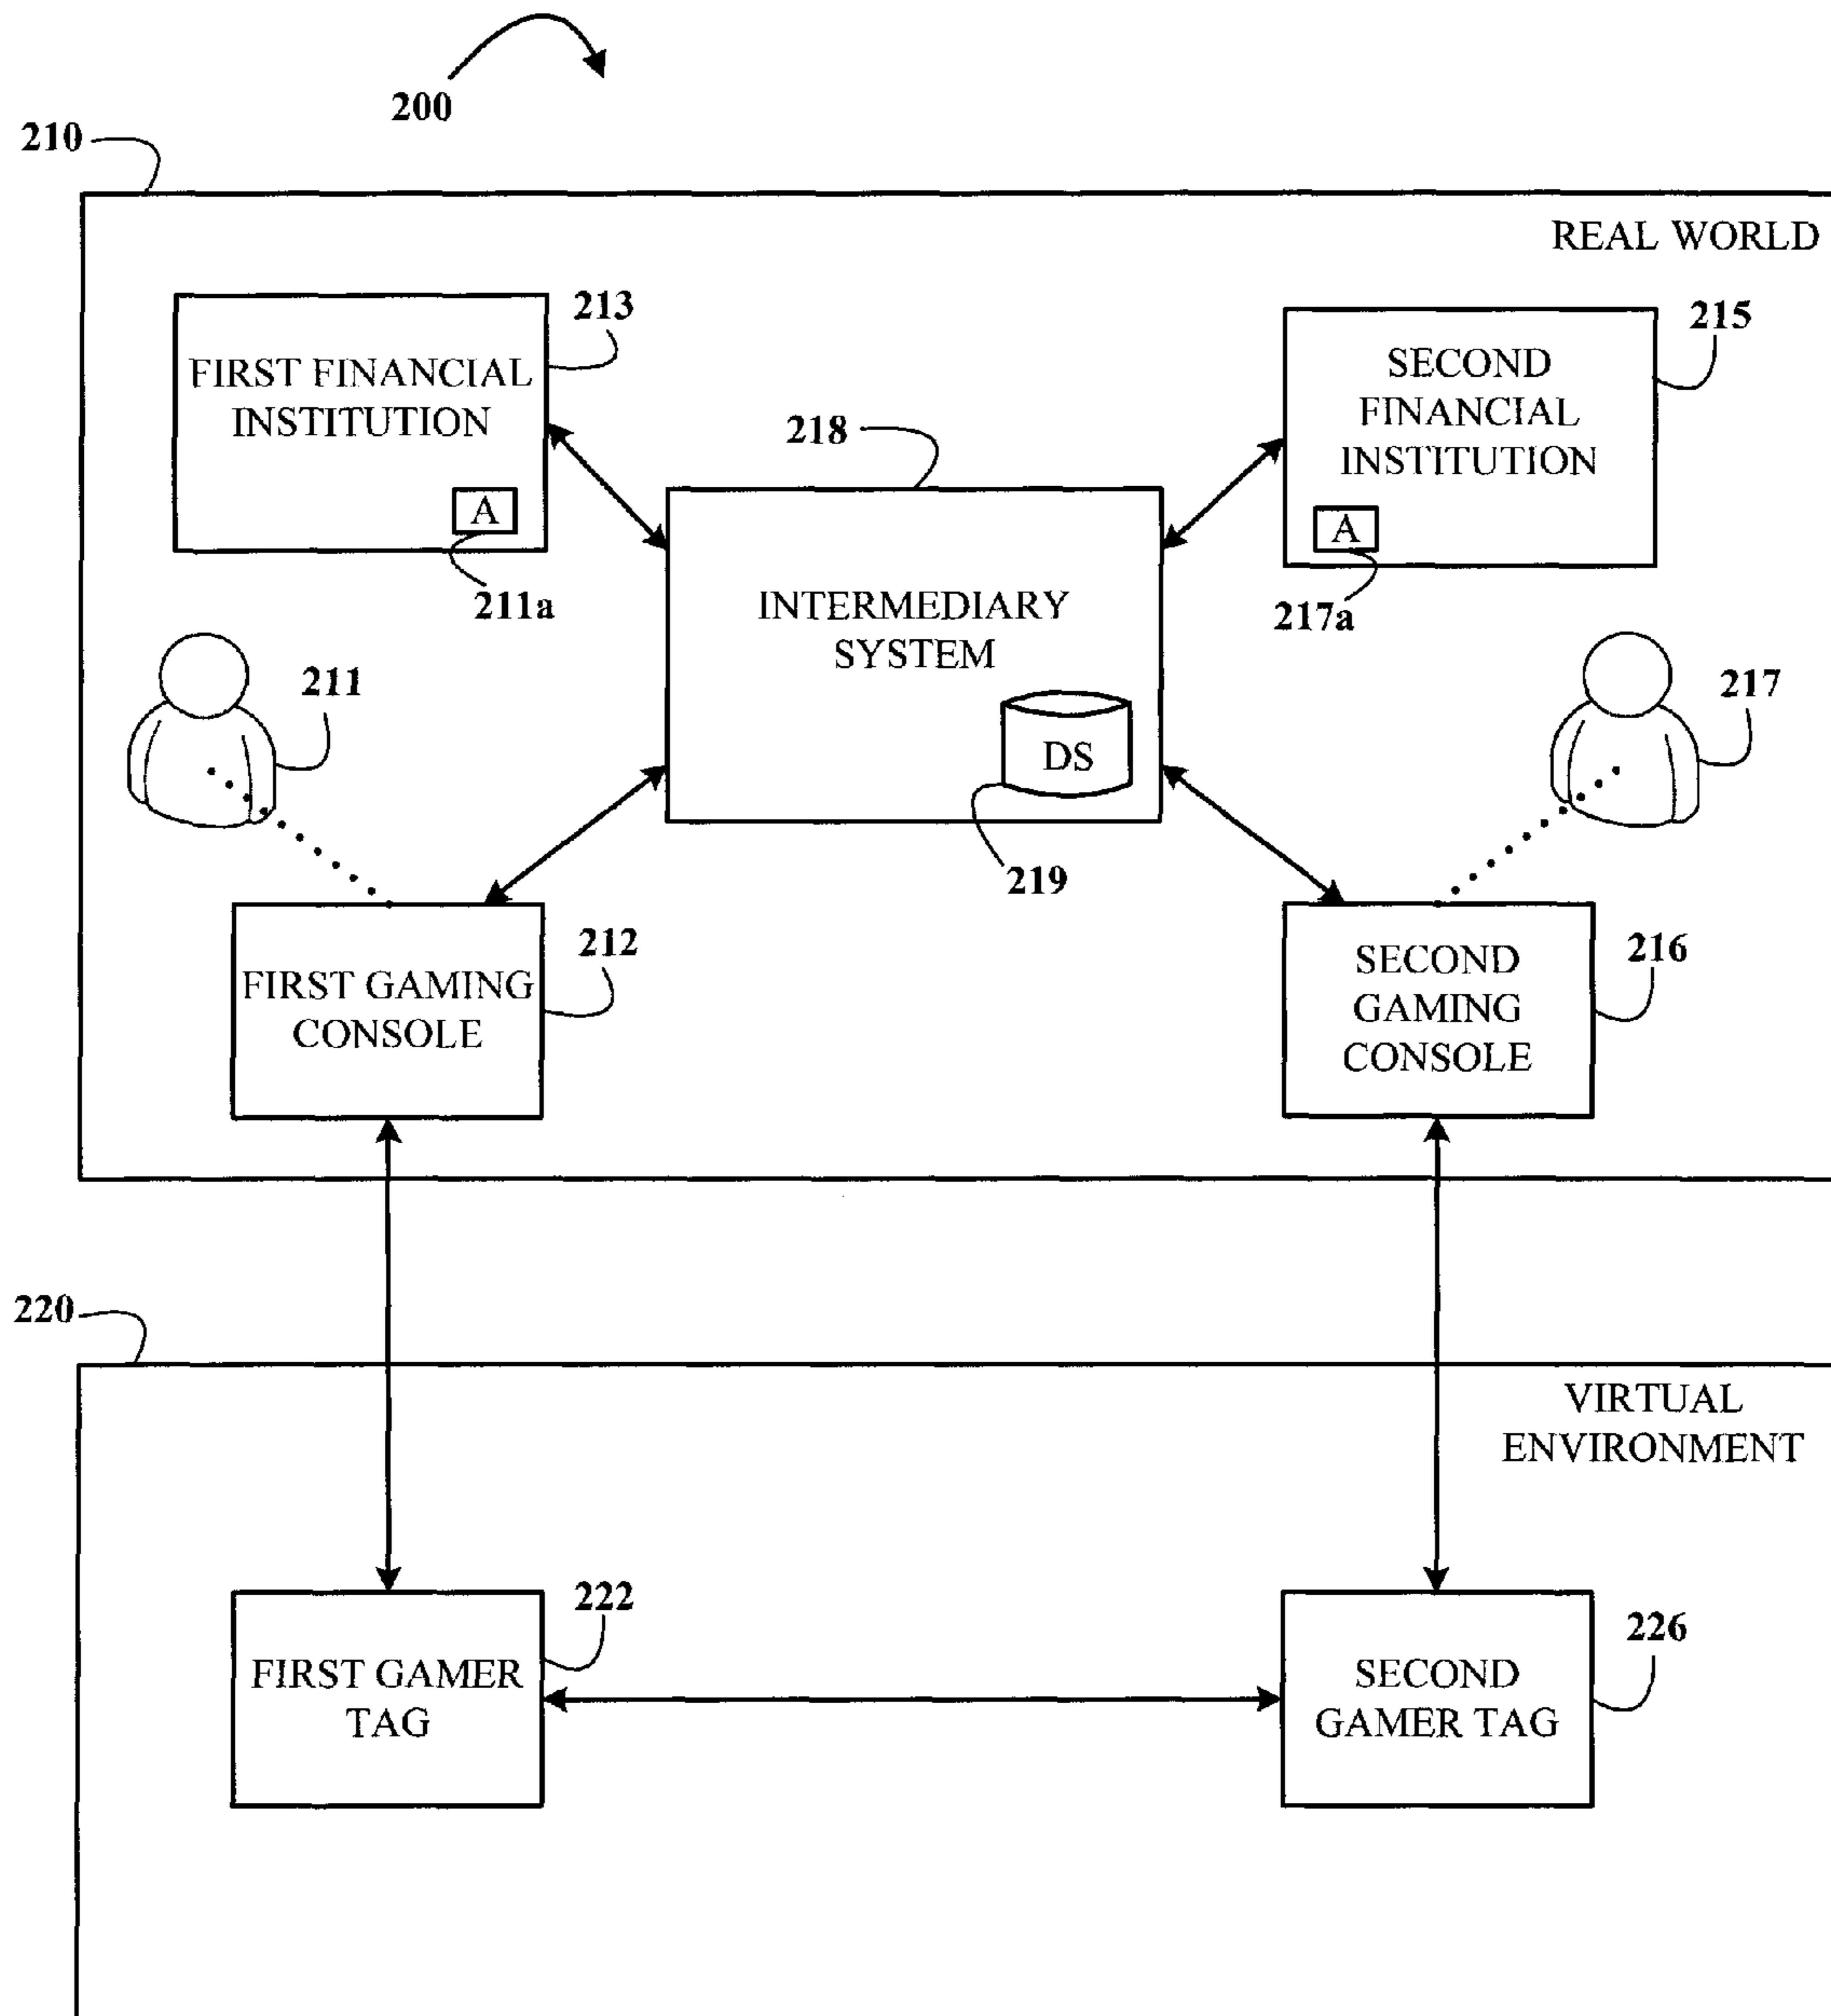 200
210
REAL WORLD
213
FIRST FINANCIAL
INSTITUTION
A
211a
215
SECOND
FINANCIAL
INSTITUTION
A
217a
218
INTERMEDIARY
SYSTEM
DS
219
211
217
212
FIRST GAMING
CONSOLE
216
SECOND
GAMING
CONSOLE
220
VIRTUAL
ENVIRONMENT
222
FIRST GAMER
TAG
226
SECOND
GAMER TAG